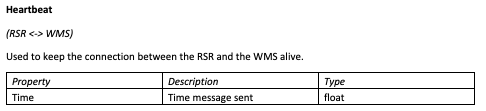 Heartbeat
(RSR <-> WMS)
Used to keep the connection between the RSR and the WMS alive.
Property Description Type
Time Time message sent float